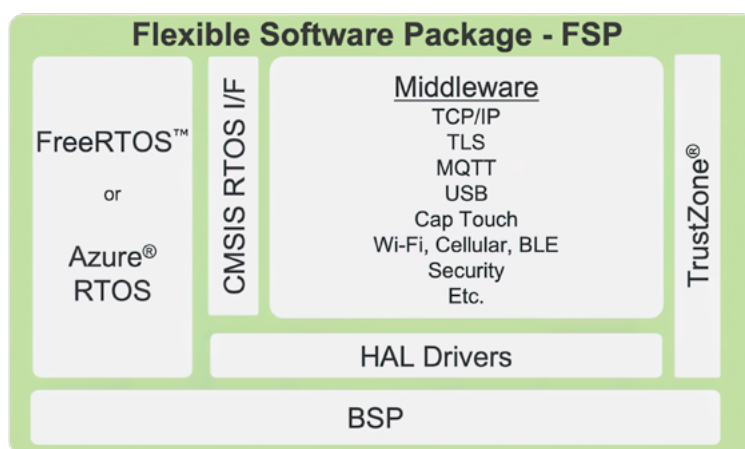 Flexible Software Package - FSP
FreeRTOS™
or
Azure®
RTOS
CMSIS RTOS I/F
Middleware
TCP/IP
TLS
MQTT
USB
Cap Touch
Wi-Fi, Cellular, BLE
Security
Etc.
TrustZone®
HAL Drivers
BSP